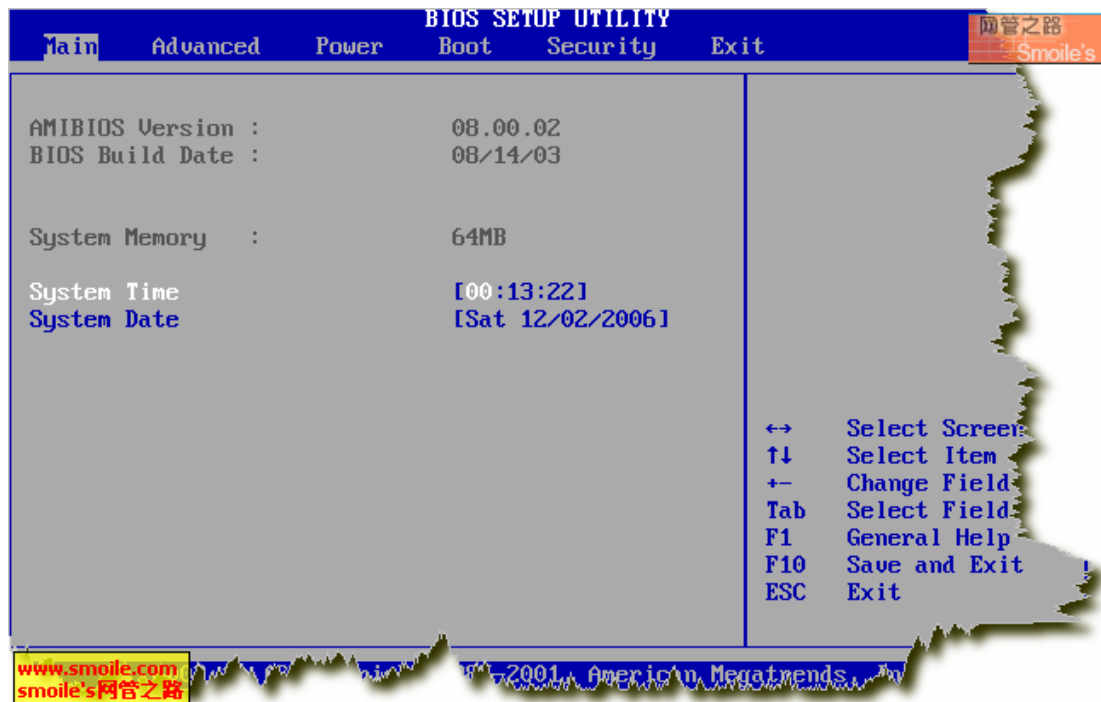 BIOS SETUP UTILITY
Main Advanced Power Boot Security Exit
网管之路
Smoile's
AMIBIOS Version : 08.00.02
BIOS Build Date : 08/14/03
System Memory : 64MB
System Time [00:13:22]
System Date [Sat 12/02/2006]
←→ Select Screen
↑↓ Select Item
+- Change Field
Tab Select Field
F1 General Help
F10 Save and Exit
ESC Exit
-2001, American Megatrends,
www.smoile.com
smoile's网管之路